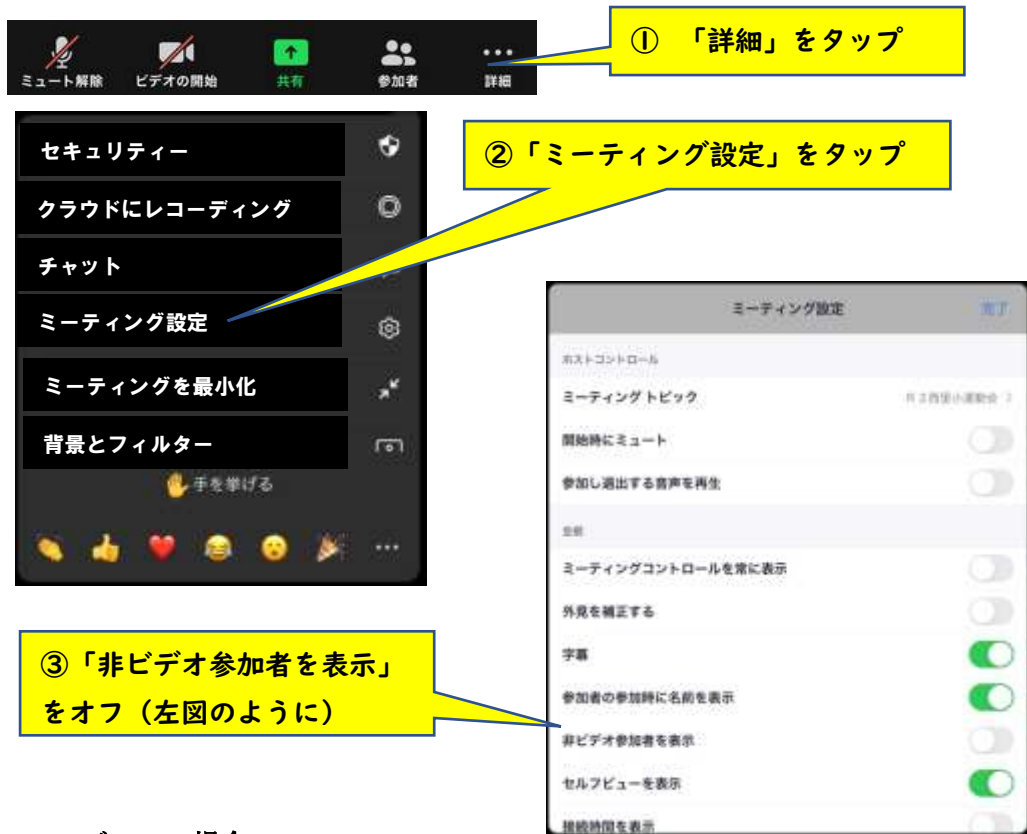 ミュート解除
ビデオの開始
共有
参加者
詳細
① 「詳細」をタップ
セキュリティー
クラウドにレコーディング
チャット
ミーティング設定
ミーティングを最小化
背景とフィルター
手を挙げる
②「ミーティング設定」をタップ
ミーティング設定
完了
ホストコントロール
ミーティングトピック
開始時にミュート
参加し退出する音声を再生
全般
ミーティングコントロールを常に表示
外見を補正する
字幕
参加者の参加時に名前を表示
非ビデオ参加者を表示
セルフビューを表示
接続時間を表示
③「非ビデオ参加者を表示」
をオフ（左図のように）